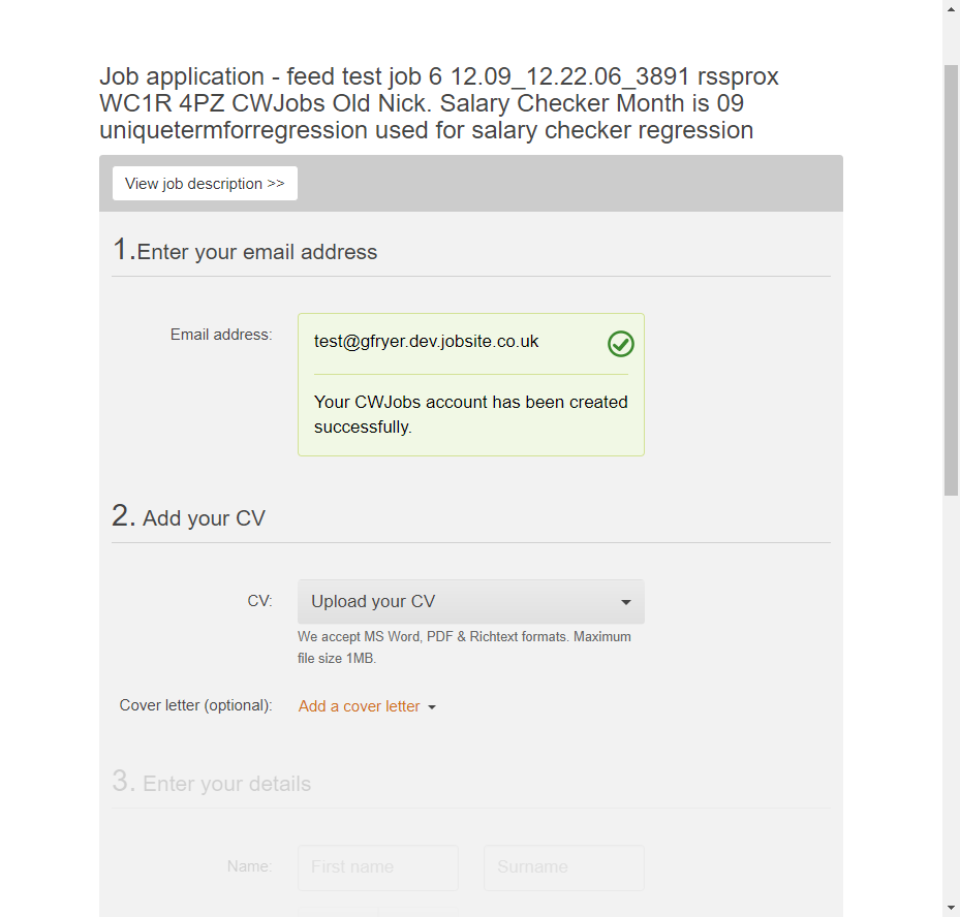 Job application - feed test job 6 12.09_12.22.06_3891 rssprox
WC1R 4PZ CWJobs Old Nick. Salary Checker Month is 09
uniquetermforregression used for salary checker regression
View job description >>
1.Enter your email address
Email address:
test@gfryer.dev.jobsite.co.uk
Your CWJobs account has been created
successfully.
2. Add your CV
CV:
Upload your CV
We accept MS Word, PDF & Richtext formats. Maximum
file size 1MB.
Cover letter (optional):
Add a cover letter
3. Enter your details
Name:
First name
Surname